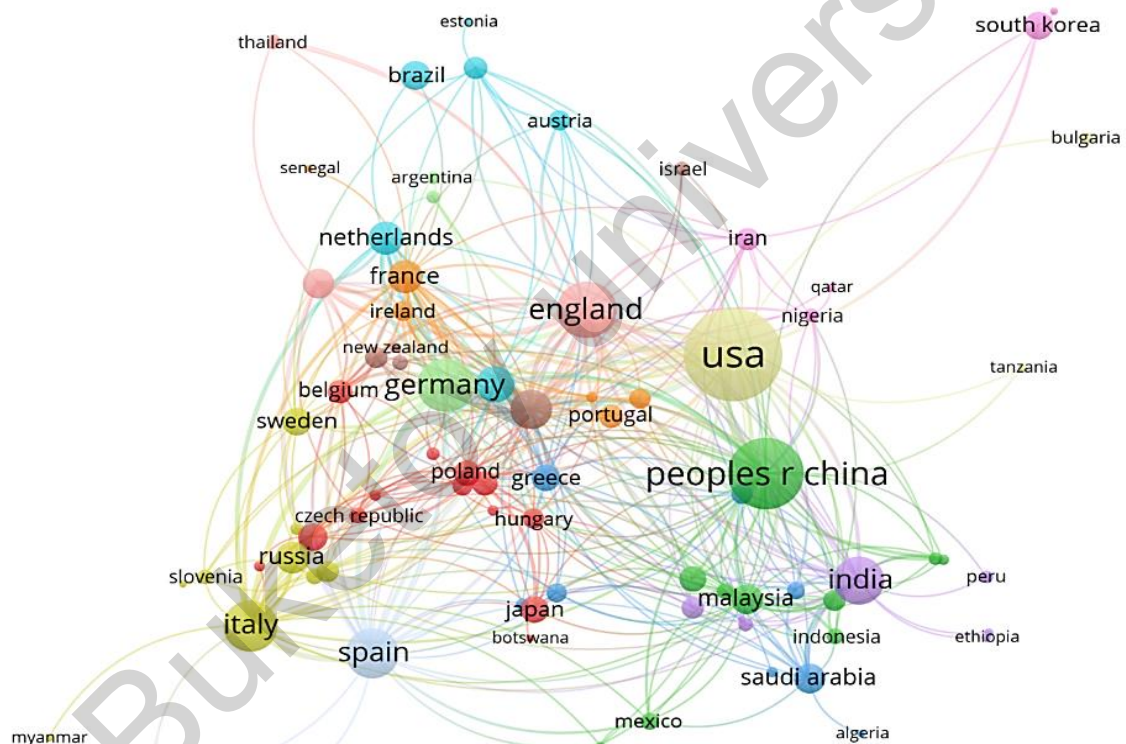 estonia
south korea
thailand
brazil
austria
bulgaria
senegal
argentina
israel
netherlands
iran
france
qatar
ireland
england
nigeria
new zealand
usa
tanzania
belgium
germany
sweden
portugal
poland
greece
peoples r china
czech republic
hungary
russia
slovenia
india
peru
malaysia
italy
japan
botswana
indonesia
ethiopia
spain
saudi arabia
mexico
algeria
myanmar